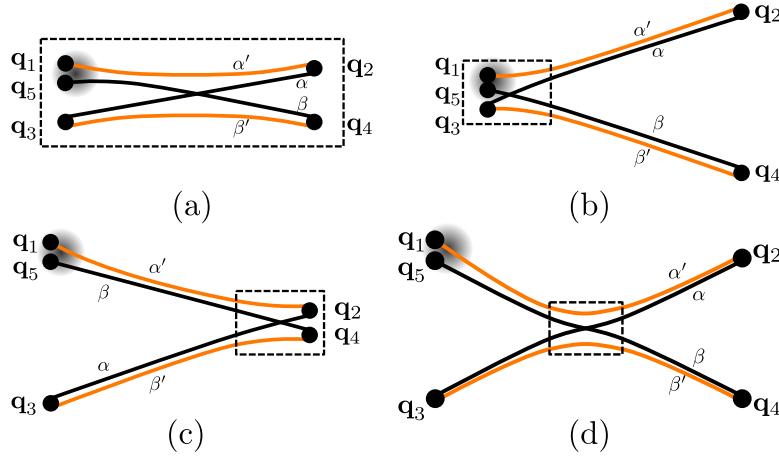 q₁ α′ q₂
q₅ α
β
q₃ β′ q₄
(a)
q₂
α′
α
q₁
q₅
q₃ β
β′
q₄
(b)
q₁
q₅ α′
β
q₂
q₄
α
q₃ β′
(c)
q₁ q₂
q₅ α′
α
β
q₃ β′ q₄
(d)